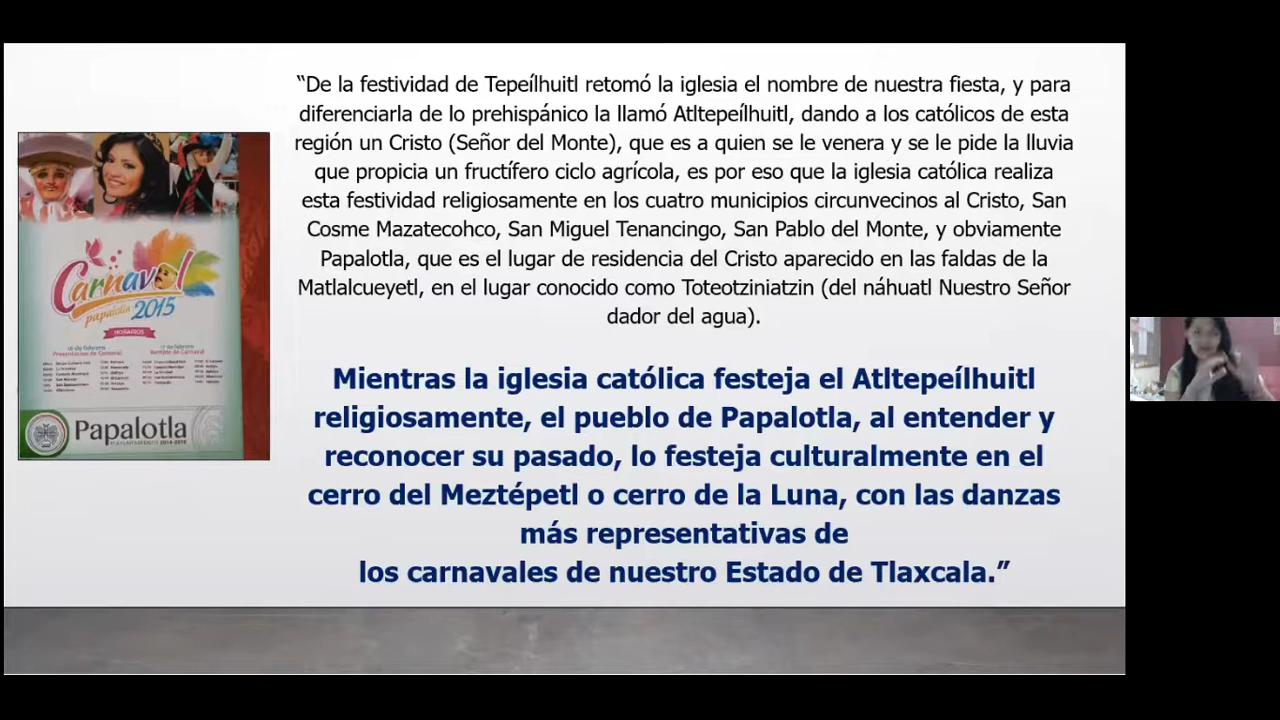 “De la festividad de Tepeílhuitl retomó la iglesia el nombre de nuestra fiesta, y para
diferenciarla de lo prehispánico la llamó Atltepeílhuitl, dando a los católicos de esta
región un Cristo (Señor del Monte), que es a quien se le venera y se le pide la lluvia
que propicia un fructífero ciclo agrícola, es por eso que la iglesia católica realiza
esta festividad religiosamente en los cuatro municipios circunvecinos al Cristo, San
Cosme Mazatecohco, San Miguel Tenancingo, San Pablo del Monte, y obviamente
Papalotla, que es el lugar de residencia del Cristo aparecido en las faldas de la
Matlalcueyetl, en el lugar conocido como Toteotziniatzin (del náhuatl Nuestro Señor
dador del agua).
Mientras la iglesia católica festeja el Atltepeílhuitl
religiosamente, el pueblo de Papalotla, al entender y
reconocer su pasado, lo festeja culturalmente en el
cerro del Meztépetl o cerro de la Luna, con las danzas
más representativas de
los carnavales de nuestro Estado de Tlaxcala.”
Carnaval
papalotla 2015
HORARIOS
Papalotla